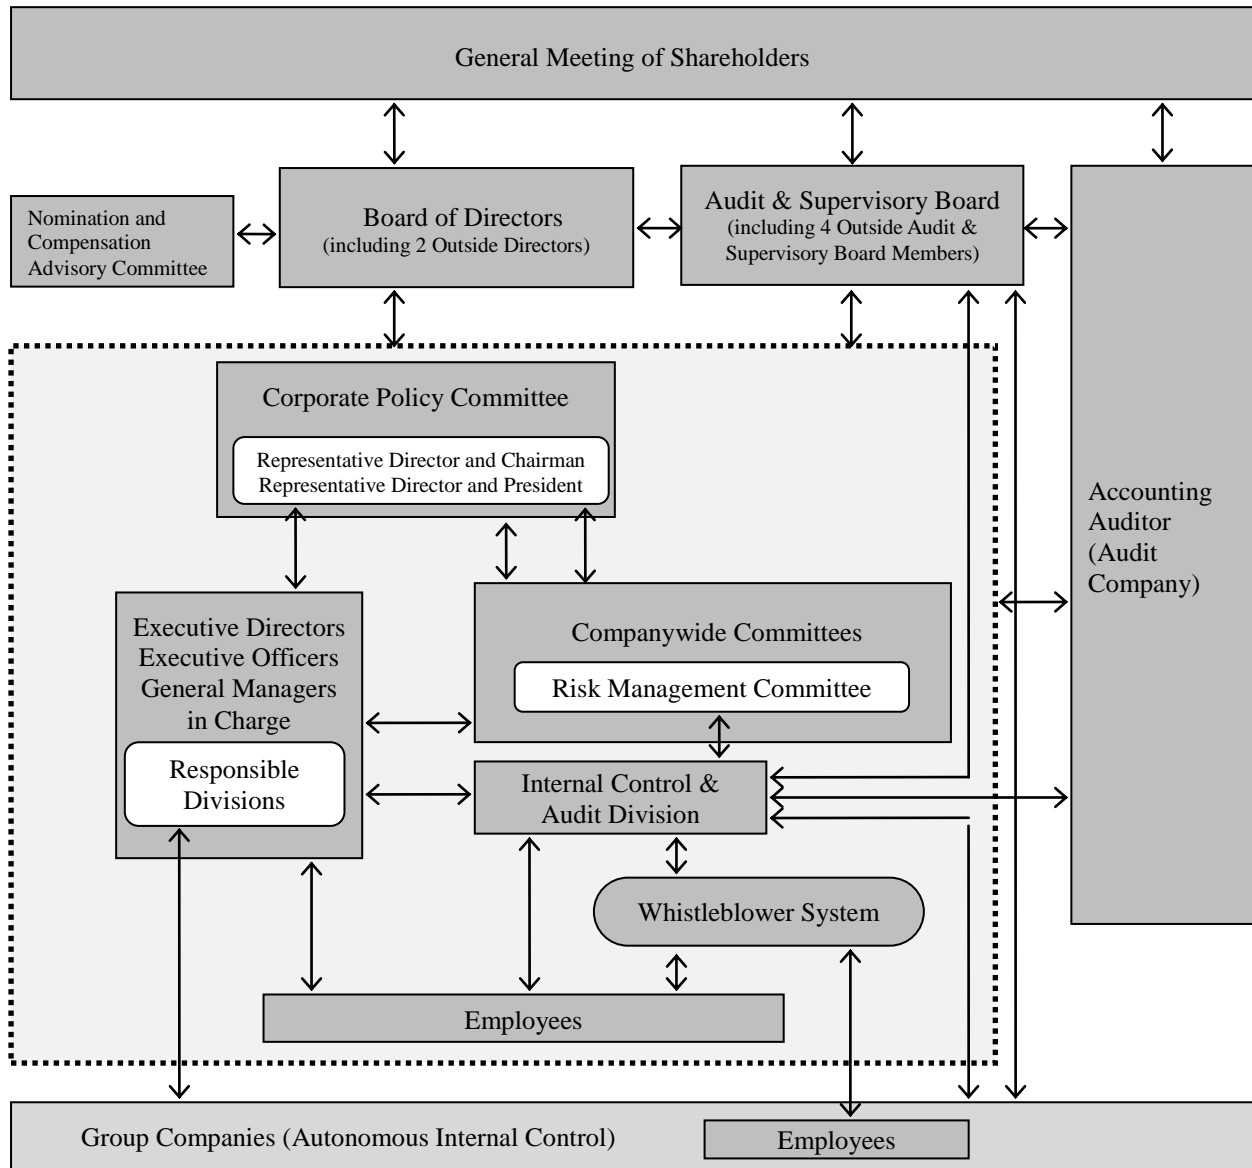 General Meeting of Shareholders
Nomination and
Compensation
Advisory Committee
Board of Directors
(including 2 Outside Directors)
Audit & Supervisory Board
(including 4 Outside Audit &
Supervisory Board Members)
Accounting
Auditor
(Audit
Company)
Corporate Policy Committee
Representative Director and Chairman
Representative Director and President
Executive Directors
Executive Officers
General Managers
in Charge
Responsible
Divisions
Companywide Committees
Risk Management Committee
Internal Control &
Audit Division
Whistleblower System
Employees
Group Companies (Autonomous Internal Control)
Employees